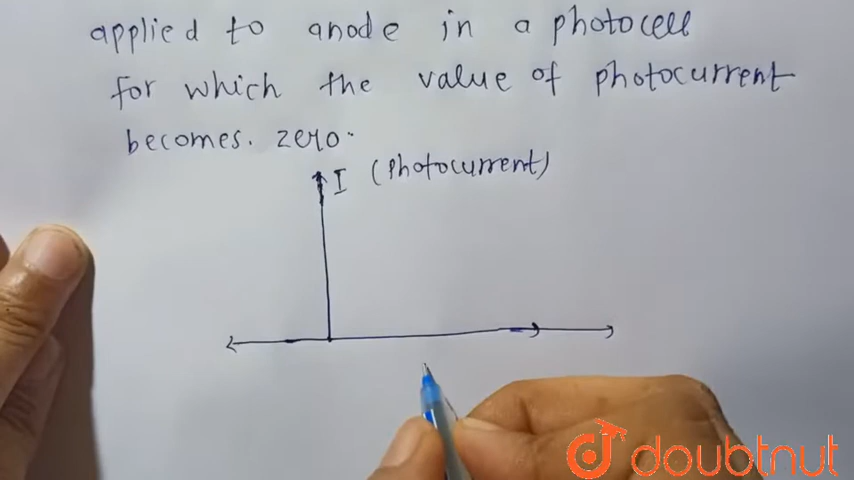 applied to anode in a photocell
for which the value of photocurrent
becomes. zero.
I (Photocurrent)
doubtnut